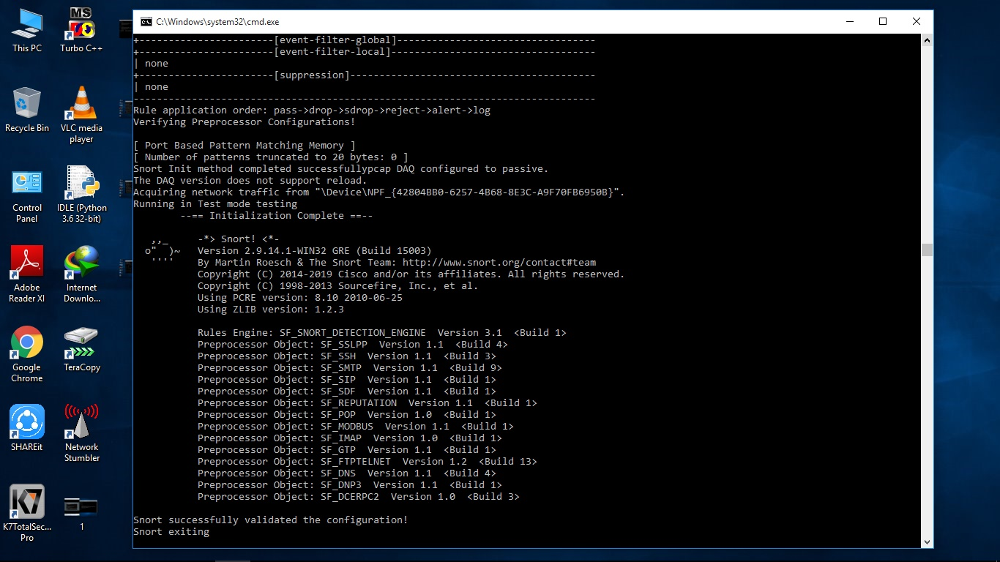 This PC
Turbo C++
Recycle Bin
VLC media
player
Control
Panel
IDLE (Python
3.6 32-bit)
Adobe
Reader XI
Internet
Downlo...
Google
Chrome
TeraCopy
SHAREit
Network
Stumbler
K7TotalSec...
Pro
1
C:\Windows\system32\cmd.exe
+-----------------------[event-filter-global]----------------------------------
+-----------------------[event-filter-local]-----------------------------------
| none
+-----------------------[suppression]------------------------------------------
| none
-------------------------------------------------------------------------------
Rule application order: pass->drop->sdrop->reject->alert->log
Verifying Preprocessor Configurations!
[ Port Based Pattern Matching Memory ]
[ Number of patterns truncated to 20 bytes: 0 ]
Snort Init method completed successfullypcap DAQ configured to passive.
The DAQ version does not support reload.
Acquiring network traffic from "\Device\NPF_{42804BB0-6257-4B68-8E3C-A9F70FB6950B}".
Running in Test mode testing
--== Initialization Complete ==--
,,_ -*> Snort! <*-
o" )~ Version 2.9.14.1-WIN32 GRE (Build 15003)
'''' By Martin Roesch & The Snort Team: http://www.snort.org/contact#team
Copyright (C) 2014-2019 Cisco and/or its affiliates. All rights reserved.
Copyright (C) 1998-2013 Sourcefire, Inc., et al.
Using PCRE version: 8.10 2010-06-25
Using ZLIB version: 1.2.3
Rules Engine: SF_SNORT_DETECTION_ENGINE Version 3.1 <Build 1>
Preprocessor Object: SF_SSLPP Version 1.1 <Build 4>
Preprocessor Object: SF_SSH Version 1.1 <Build 3>
Preprocessor Object: SF_SMTP Version 1.1 <Build 9>
Preprocessor Object: SF_SIP Version 1.1 <Build 1>
Preprocessor Object: SF_SDF Version 1.1 <Build 1>
Preprocessor Object: SF_REPUTATION Version 1.1 <Build 1>
Preprocessor Object: SF_POP Version 1.0 <Build 1>
Preprocessor Object: SF_MODBUS Version 1.1 <Build 1>
Preprocessor Object: SF_IMAP Version 1.0 <Build 1>
Preprocessor Object: SF_GTP Version 1.1 <Build 1>
Preprocessor Object: SF_FTPTELNET Version 1.2 <Build 13>
Preprocessor Object: SF_DNS Version 1.1 <Build 4>
Preprocessor Object: SF_DNP3 Version 1.1 <Build 1>
Preprocessor Object: SF_DCERPC2 Version 1.0 <Build 3>
Snort successfully validated the configuration!
Snort exiting